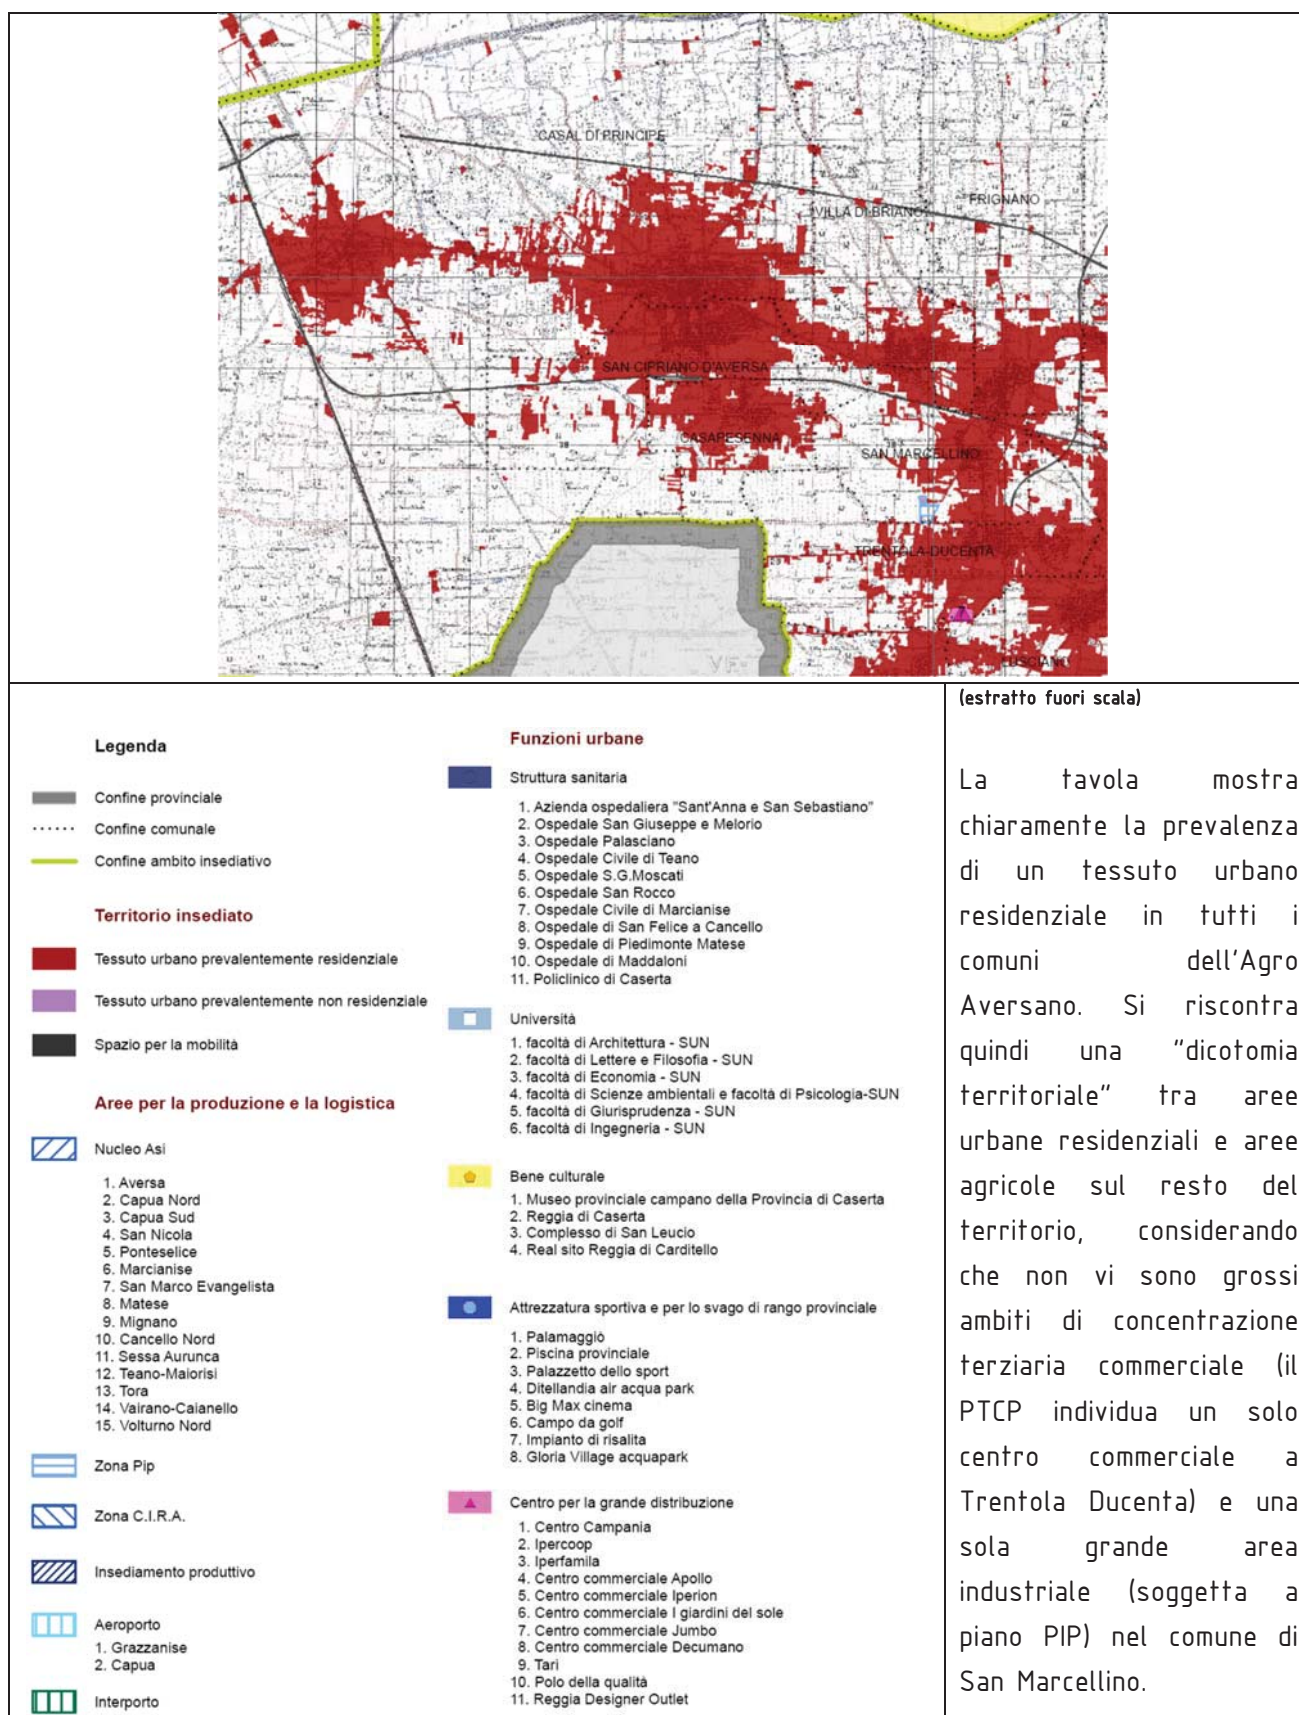 CASAL DI PRINCIPE
VILLA DI BRIANO
FRIGNANO
SAN CIPRIANO D'AVERSA
CASAPESENNA
SAN MARCELLINO
TRENTOLA-DUCENTA
LUSCIANO
Legenda
Confine provinciale
Confine comunale
Confine ambito insediativo
Territorio insediato
Tessuto urbano prevalentemente residenziale
Tessuto urbano prevalentemente non residenziale
Spazio per la mobilità
Aree per la produzione e la logistica
Nucleo Asi
1. Aversa
2. Capua Nord
3. Capua Sud
4. San Nicola
5. Ponteselice
6. Marcianise
7. San Marco Evangelista
8. Matese
9. Mignano
10. Cancello Nord
11. Sessa Aurunca
12. Teano-Maiorisi
13. Tora
14. Vairano-Caianello
15. Volturno Nord
Zona Pip
Zona C.I.R.A.
Insediamento produttivo
Aeroporto
1. Grazzanise
2. Capua
Interporto
Funzioni urbane
Struttura sanitaria
1. Azienda ospedaliera "Sant'Anna e San Sebastiano"
2. Ospedale San Giuseppe e Melorio
3. Ospedale Palasciano
4. Ospedale Civile di Teano
5. Ospedale S.G.Moscati
6. Ospedale San Rocco
7. Ospedale Civile di Marcianise
8. Ospedale di San Felice a Cancello
9. Ospedale di Piedimonte Matese
10. Ospedale di Maddaloni
11. Policlinico di Caserta
Università
1. facoltà di Architettura - SUN
2. facoltà di Lettere e Filosofia - SUN
3. facoltà di Economia - SUN
4. facoltà di Scienze ambientali e facoltà di Psicologia-SUN
5. facoltà di Giurisprudenza - SUN
6. facoltà di Ingegneria - SUN
Bene culturale
1. Museo provinciale campano della Provincia di Caserta
2. Reggia di Caserta
3. Complesso di San Leucio
4. Real sito Reggia di Carditello
Attrezzatura sportiva e per lo svago di rango provinciale
1. Palamaggiò
2. Piscina provinciale
3. Palazzetto dello sport
4. Ditellandia air acqua park
5. Big Max cinema
6. Campo da golf
7. Impianto di risalita
8. Gloria Village acquapark
Centro per la grande distribuzione
1. Centro Campania
2. Ipercoop
3. Iperfamila
4. Centro commerciale Apollo
5. Centro commerciale Iperion
6. Centro commerciale I giardini del sole
7. Centro commerciale Jumbo
8. Centro commerciale Decumano
9. Tarì
10. Polo della qualità
11. Reggia Designer Outlet
(estratto fuori scala)
La tavola mostra
chiaramente la prevalenza
di un tessuto urbano
residenziale in tutti i
comuni dell'Agro
Aversano. Si riscontra
quindi una "dicotomia
territoriale" tra aree
urbane residenziali e aree
agricole sul resto del
territorio, considerando
che non vi sono grossi
ambiti di concentrazione
terziaria commerciale (il
PTCP individua un solo
centro commerciale a
Trentola Ducenta) e una
sola grande area
industriale (soggetta a
piano PIP) nel comune di
San Marcellino.